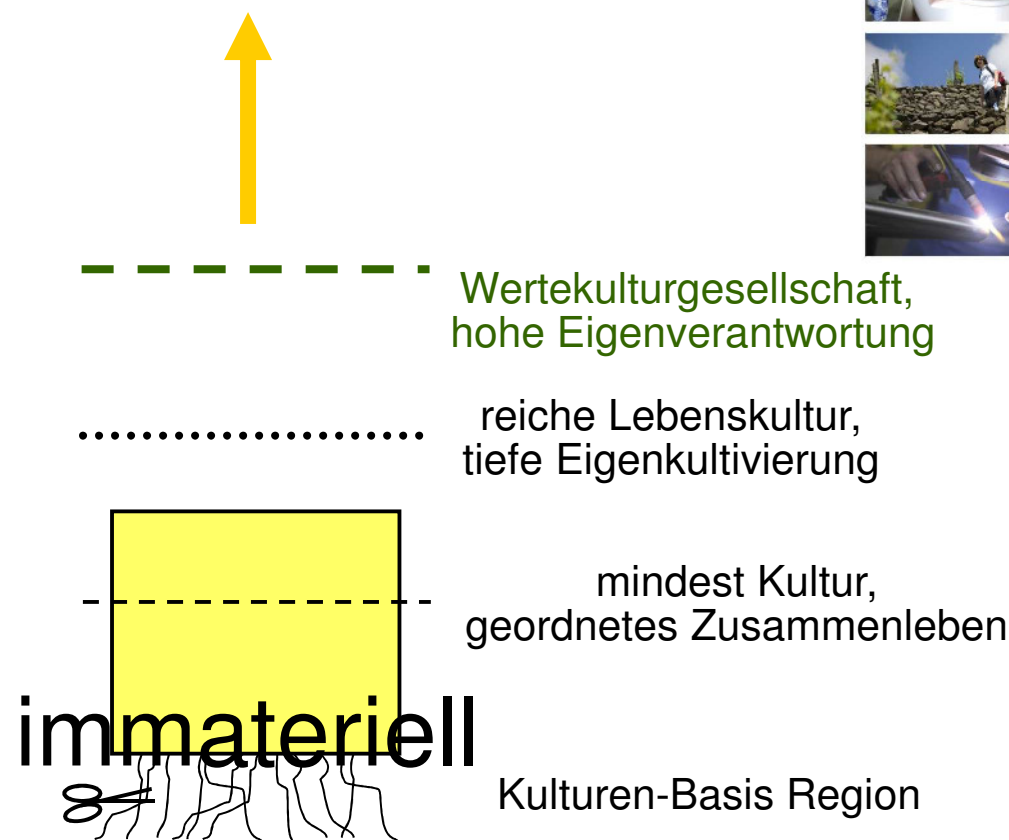 Wertekulturgesellschaft,
hohe Eigenverantwortung
reiche Lebenskultur,
tiefe Eigenkultivierung
mindest Kultur,
geordnetes Zusammenleben
immateriell
Kulturen-Basis Region